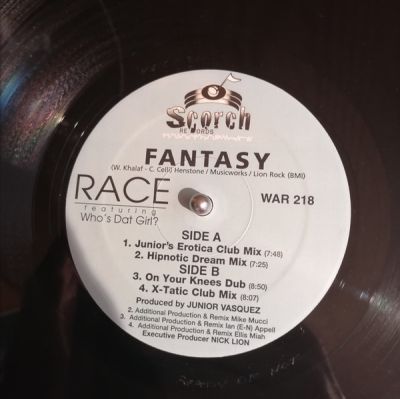 Scorch
RECORDS
FANTASY
(W. Khalaf - C. Celli) Henstone / Musicworks / Lion Rock (BMI)
RACE
featuring
Who's Dat Girl?
WAR 218
SIDE A
1. Junior's Erotica Club Mix (7:48)
2. Hipnotic Dream Mix (7:25)
SIDE B
3. On Your Knees Dub (8:50)
4. X-Tatic Club Mix (8:07)
Produced by JUNIOR VASQUEZ
2. Additional Production & Remix Mike Mucci
3. Additional Production & Remix Ian (E-N) Appell
4. Additional Production & Remix Ellis Miah
Executive Producer NICK LION